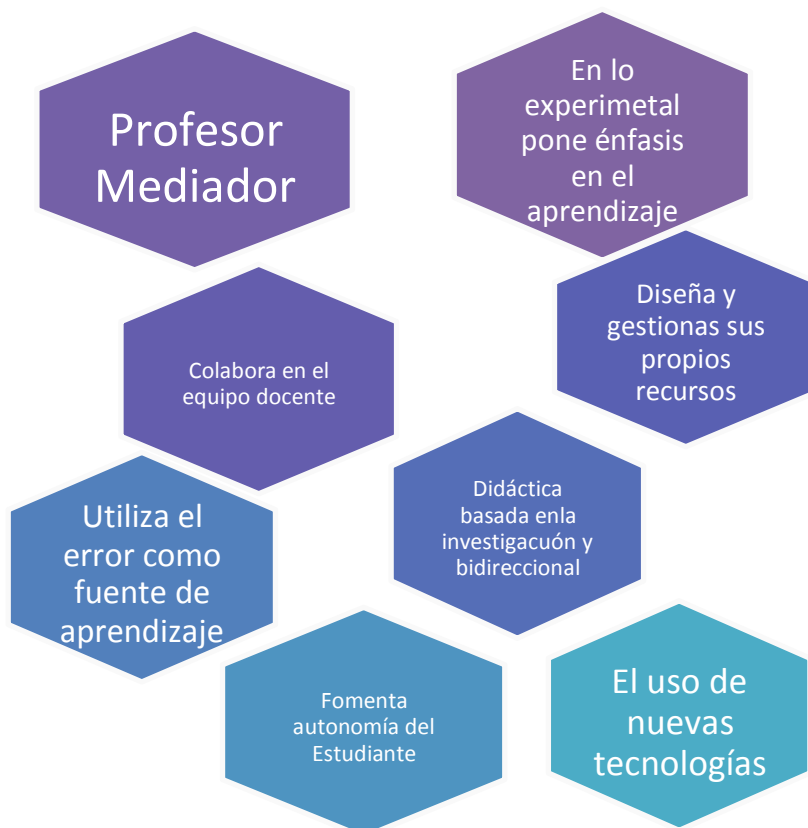 Profesor
Mediador
En lo
experimetal
pone énfasis
en el
aprendizaje
Diseña y
gestionas sus
propios
recursos
Colabora en el
equipo docente
Didáctica
basada enla
investigacuón y
bidireccional
Utiliza el
error como
fuente de
aprendizaje
Fomenta
autonomía del
Estudiante
El uso de
nuevas
tecnologías